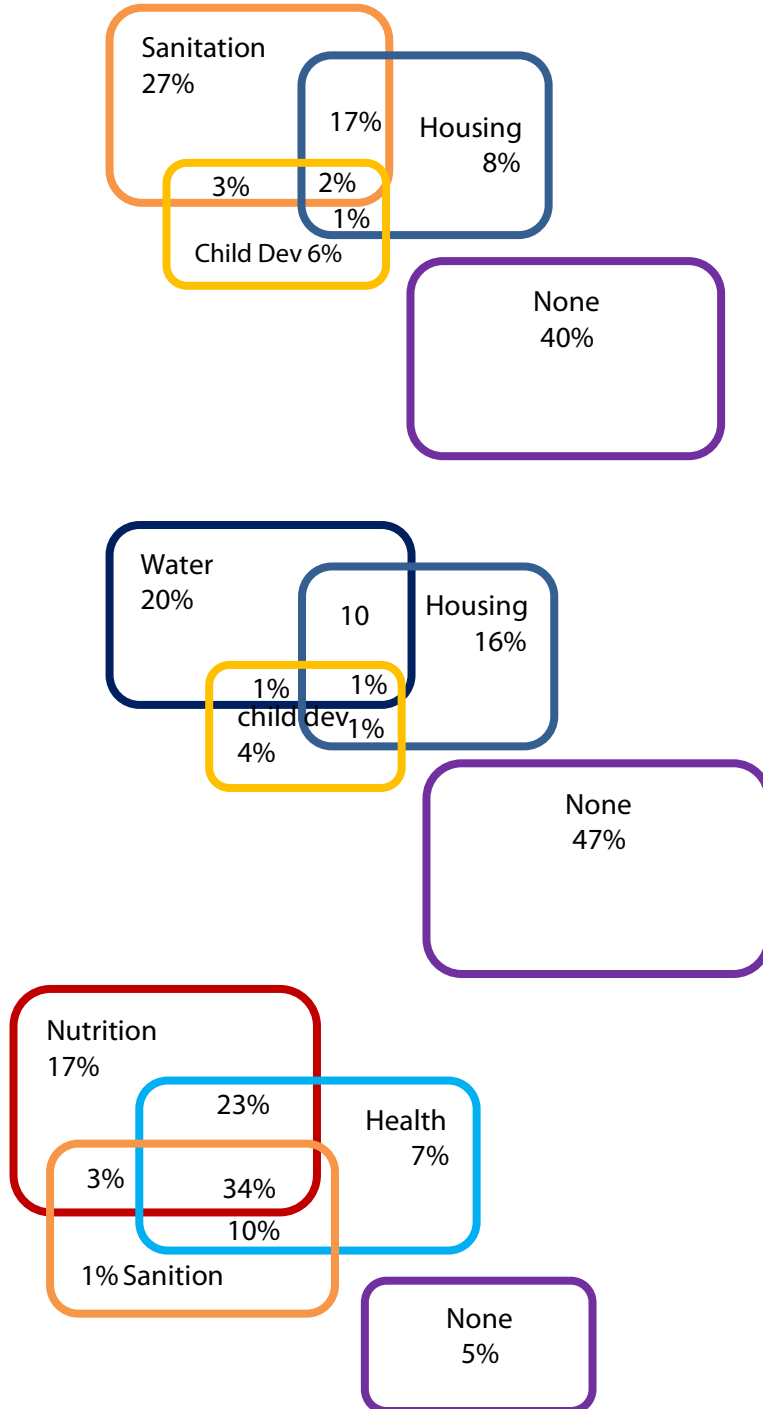 Sanitation
27%
17%
Housing
8%
3%
2%
1%
Child Dev 6%
None
40%
Water
20%
10
Housing
16%
1%
1%
child dev
1%
4%
None
47%
Nutrition
17%
23%
Health
7%
3%
34%
10%
1% Sanition
None
5%